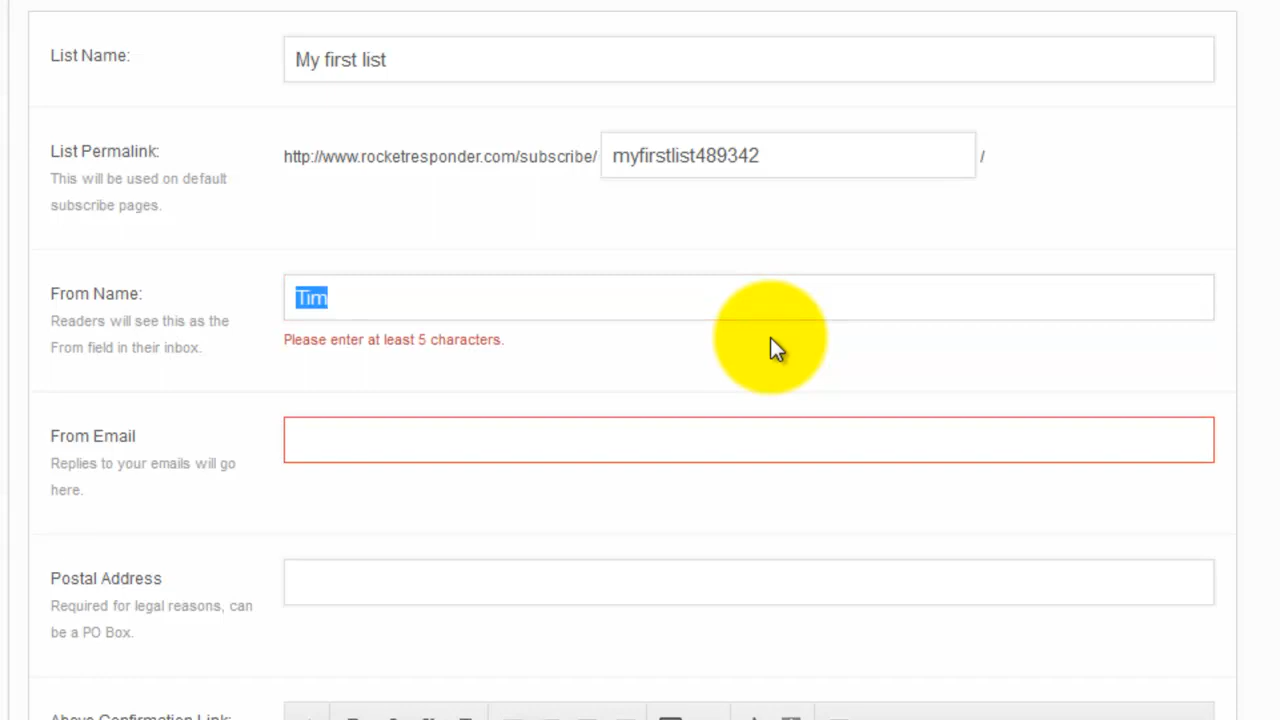 List Name:
My first list
List Permalink:
This will be used on default
subscribe pages.
http://www.rocketresponder.com/subscribe/ myfirstlist489342 /
From Name:
Readers will see this as the
From field in their inbox.
Tim
Please enter at least 5 characters.
From Email
Replies to your emails will go
here.
Postal Address
Required for legal reasons, can
be a PO Box.
Above Confirmation Link: